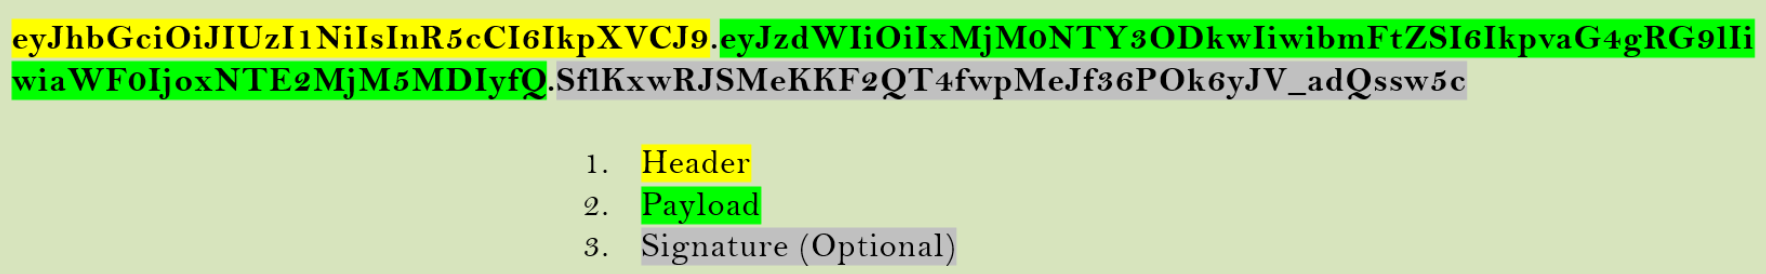 eyJhbGciOiJIUzI1NiIsInR5cCI6IkpXVCJ9.eyJzdWIiOiIxMjM0NTY3ODkwIiwibmFtZSI6IkpvaG4gRG9lIi
wiaWF0IjoxNTE2MjM5MDIyfQ.SflKxwRJSMeKKF2QT4fwpMeJf36POk6yJV_adQssw5c
1. Header
2. Payload
3. Signature (Optional)